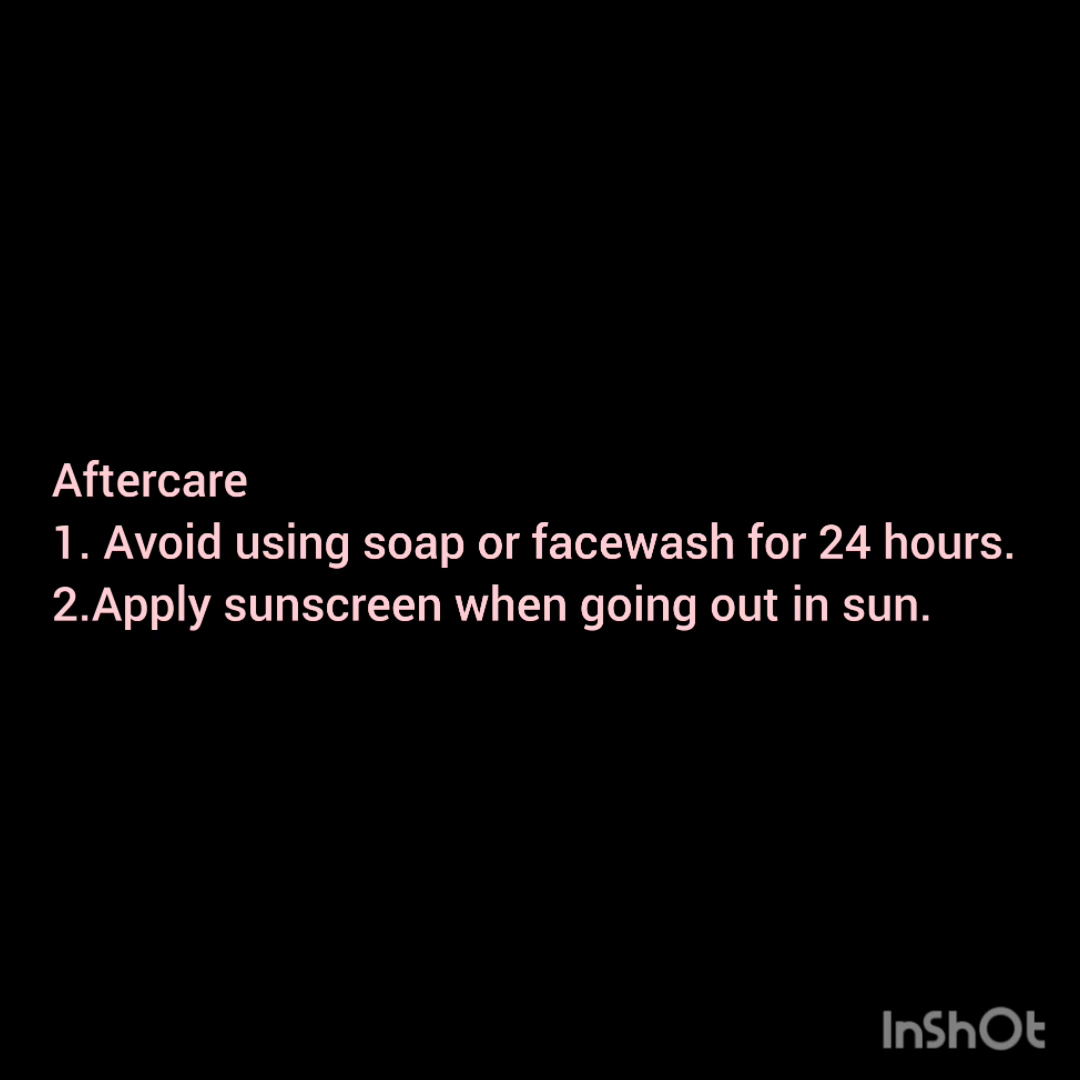 Aftercare
1. Avoid using soap or facewash for 24 hours.
2.Apply sunscreen when going out in sun.
InShOt